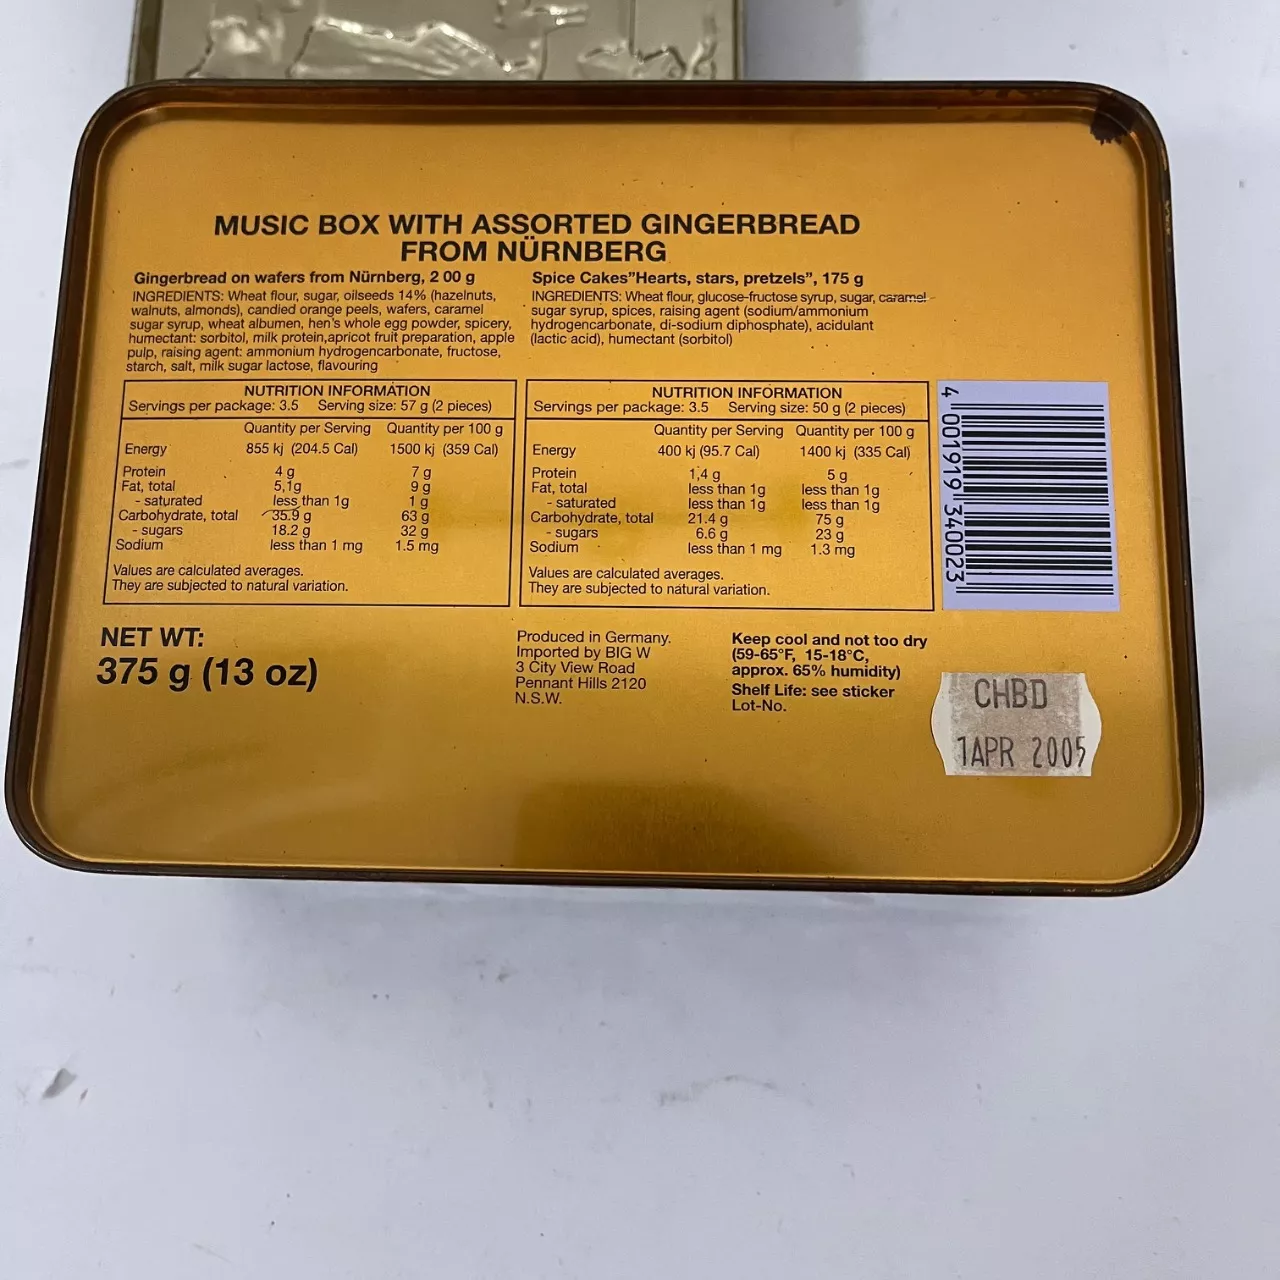 MUSIC BOX WITH ASSORTED GINGERBREAD
FROM NÜRNBERG
Gingerbread on wafers from Nürnberg, 2 00 g
INGREDIENTS: Wheat flour, sugar, oilseeds 14% (hazelnuts,
walnuts, almonds), candied orange peels, wafers, caramel
sugar syrup, wheat albumen, hen's whole egg powder, spicery,
humectant: sorbitol, milk protein,apricot fruit preparation, apple
pulp, raising agent: ammonium hydrogencarbonate, fructose,
starch, salt, milk sugar lactose, flavouring
NUTRITION INFORMATION
Servings per package: 3.5 Serving size: 57 g (2 pieces)
Quantity per Serving Quantity per 100 g
Energy 855 kj (204.5 Cal) 1500 kj (359 Cal)
Protein 4 g 7 g
Fat, total 5,1g 9 g
- saturated less than 1g 1 g
Carbohydrate, total 35.9 g 63 g
- sugars 18.2 g 32 g
Sodium less than 1 mg 1.5 mg
Values are calculated averages.
They are subjected to natural variation.
Spice Cakes"Hearts, stars, pretzels", 175 g
INGREDIENTS: Wheat flour, glucose-fructose syrup, sugar, caramel-
sugar syrup, spices, raising agent (sodium/ammonium
hydrogencarbonate, di-sodium diphosphate), acidulant
(lactic acid), humectant (sorbitol)
NUTRITION INFORMATION
Servings per package: 3.5 Serving size: 50 g (2 pieces)
Quantity per Serving Quantity per 100 g
Energy 400 kj (95.7 Cal) 1400 kj (335 Cal)
Protein 1,4 g 5 g
Fat, total less than 1g less than 1g
- saturated less than 1g less than 1g
Carbohydrate, total 21.4 g 75 g
- sugars 6.6 g 23 g
Sodium less than 1 mg 1.3 mg
Values are calculated averages.
They are subjected to natural variation.
4 001919 340023
NET WT:
375 g (13 oz)
Produced in Germany.
Imported by BIG W
3 City View Road
Pennant Hills 2120
N.S.W.
Keep cool and not too dry
(59-65°F, 15-18°C,
approx. 65% humidity)
Shelf Life: see sticker
Lot-No.
CHBD
1APR 2005